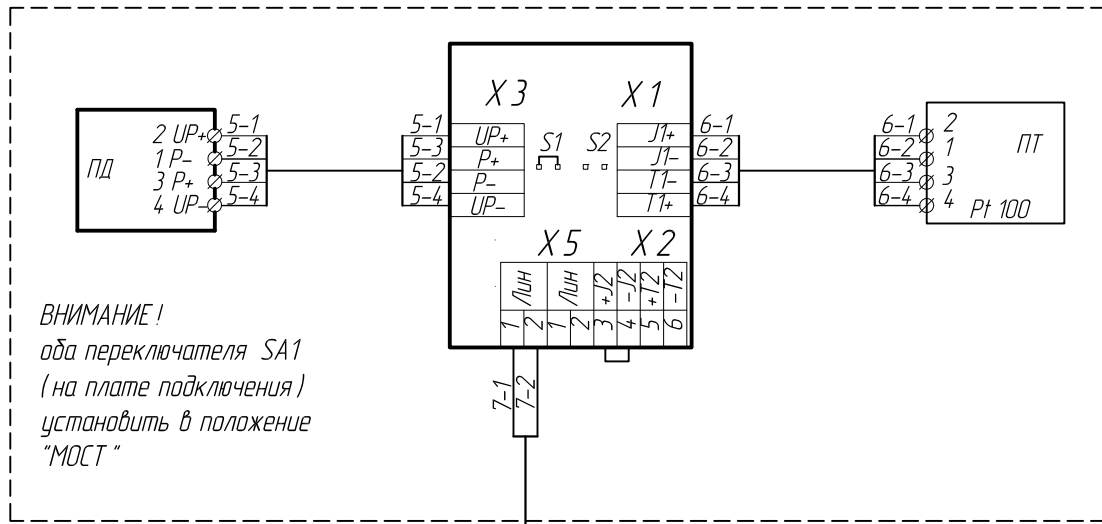 ПД
2 UP+ 5-1
1 P- 5-2
3 P+ 5-3
4 UP- 5-4
X3
X1
5-1 UP+
5-3 P+
5-2 P-
5-4 UP-
S1
S2
J1+ 6-1
J1- 6-2
T1- 6-3
T1+ 6-4
6-1 2
6-2 1
6-3 3
6-4 4
ПТ
Pt 100
X5
X2
Лин
Лин
+J2
-J2
+T2
-T2
1 2 1 2 3 4 5 6
7-1
7-2
ВНИМАНИЕ!
оба переключателя SA1
(на плате подключения)
установить в положение
"МОСТ"